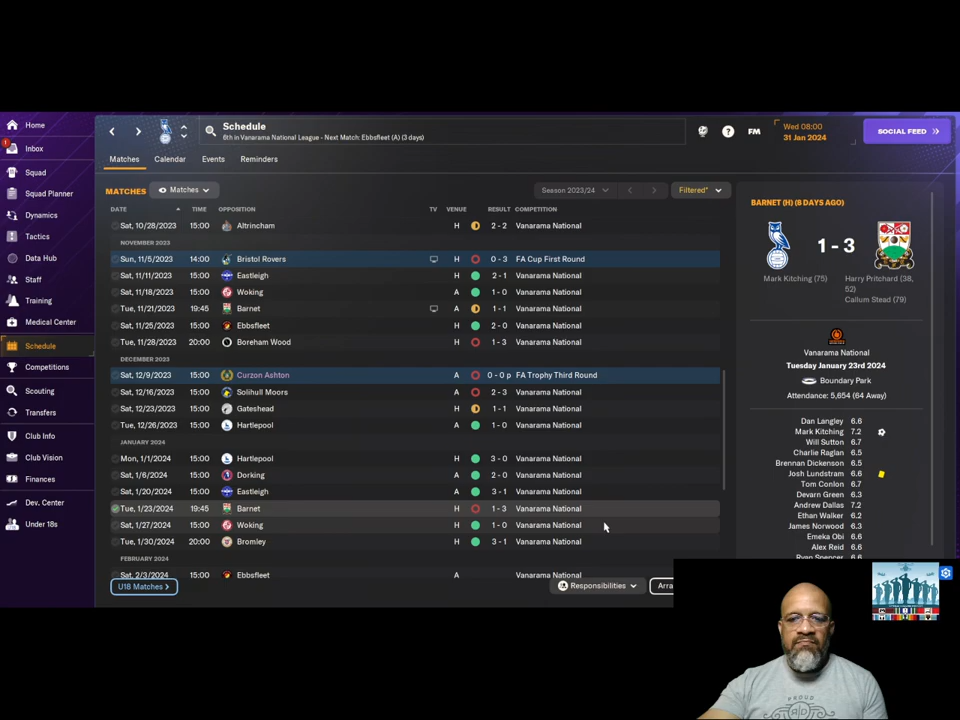 Home
Schedule
6th in Vanarama National League - Next Match: Ebbsfleet (A) (3 days)
FM
Wed 08:00
31 Jan 2024
SOCIAL FEED
Inbox
Squad
Squad Planner
Dynamics
Tactics
Data Hub
Staff
Training
Medical Center
Schedule
Competitions
Scouting
Transfers
Club Info
Club Vision
Finances
Dev. Center
Under 18s
Matches Calendar Events Reminders
MATCHES Matches Season 2023/24 Filtered*
DATE TIME OPPOSITION TV VENUE RESULT COMPETITION
Sat, 10/28/2023 15:00 Altrincham H 2 - 2 Vanarama National
NOVEMBER 2023
Sun, 11/5/2023 14:00 Bristol Rovers H 0 - 3 FA Cup First Round
Sat, 11/11/2023 15:00 Eastleigh H 2 - 1 Vanarama National
Sat, 11/18/2023 15:00 Woking A 1 - 0 Vanarama National
Tue, 11/21/2023 19:45 Barnet A 1 - 1 Vanarama National
Sat, 11/25/2023 15:00 Ebbsfleet H 2 - 0 Vanarama National
Tue, 11/28/2023 20:00 Boreham Wood H 1 - 3 Vanarama National
DECEMBER 2023
Sat, 12/9/2023 15:00 Curzon Ashton A 0 - 0 p FA Trophy Third Round
Sat, 12/16/2023 15:00 Solihull Moors A 2 - 3 Vanarama National
Sat, 12/23/2023 15:00 Gateshead H 1 - 1 Vanarama National
Tue, 12/26/2023 15:00 Hartlepool A 1 - 0 Vanarama National
JANUARY 2024
Mon, 1/1/2024 15:00 Hartlepool H 3 - 0 Vanarama National
Sat, 1/6/2024 15:00 Dorking A 2 - 0 Vanarama National
Sat, 1/20/2024 15:00 Eastleigh A 3 - 1 Vanarama National
Tue, 1/23/2024 19:45 Barnet H 1 - 3 Vanarama National
Sat, 1/27/2024 15:00 Woking H 1 - 0 Vanarama National
Tue, 1/30/2024 20:00 Bromley H 3 - 1 Vanarama National
FEBRUARY 2024
Sat, 2/3/2024 15:00 Ebbsfleet A Vanarama National
U18 Matches > Responsibilities Arra
BARNET (H) (8 DAYS AGO)
1 - 3
Mark Kitching (75) Harry Pritchard (38,
52)
Callum Stead (79)
Vanarama National
Tuesday January 23rd 2024
Boundary Park
Attendance: 5,654 (64 Away)
Dan Langley 6.6
Mark Kitching 7.2
Will Sutton 6.7
Charlie Raglan 6.5
Brennan Dickenson 6.5
Josh Lundstram 6.6
Tom Conlon 6.7
Devarn Green 6.3
Andrew Dallas 7.2
Ethan Walker 6.2
James Norwood 6.3
Emeka Obi 6.6
Alex Reid 6.6
Ryan Spencer 6.6
PROUD